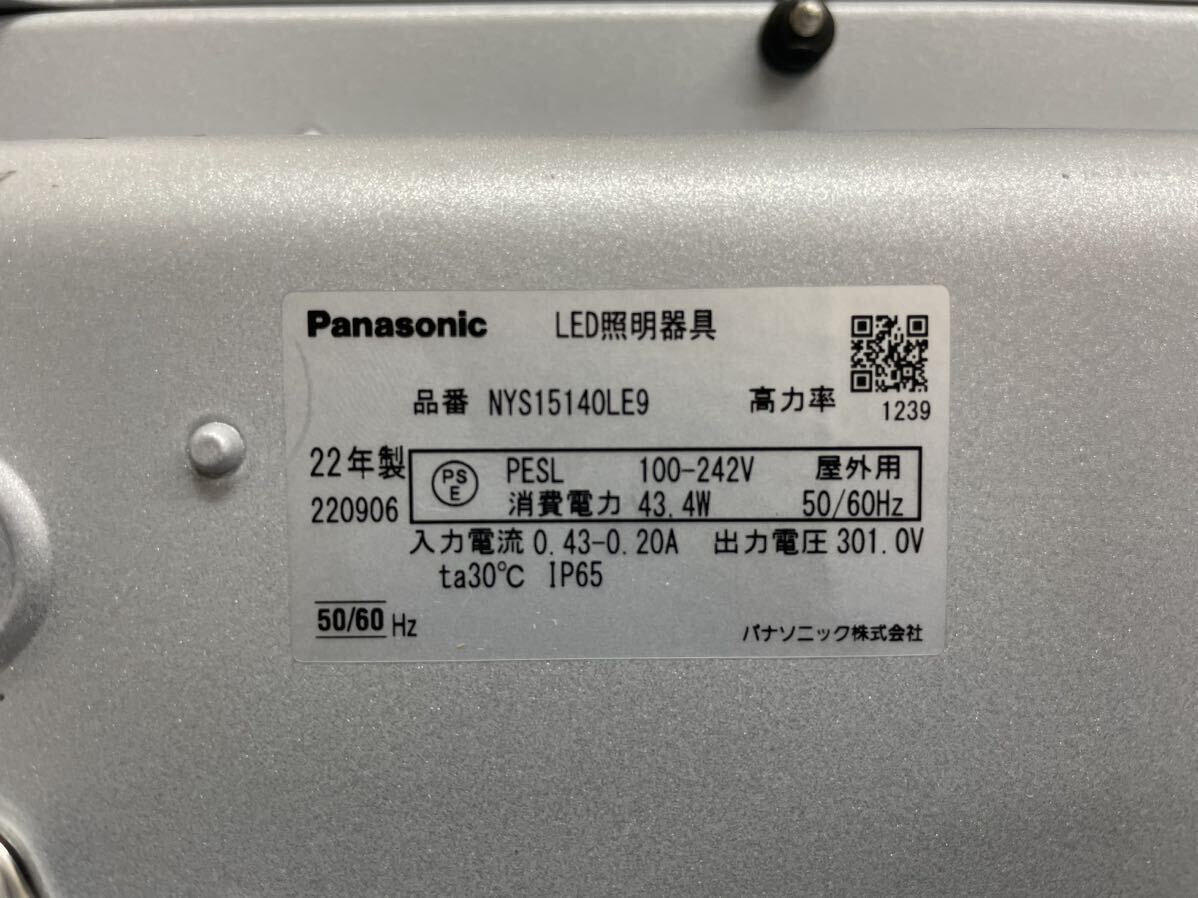 Panasonic LED照明器具
品番 NYS15140LE9 高力率 1239
22年製
220906
PSE PESL 100-242V 屋外用
消費電力 43.4W 50/60Hz
入力電流 0.43-0.20A 出力電圧 301.0V
ta30℃ IP65
50/60 Hz
パナソニック株式会社